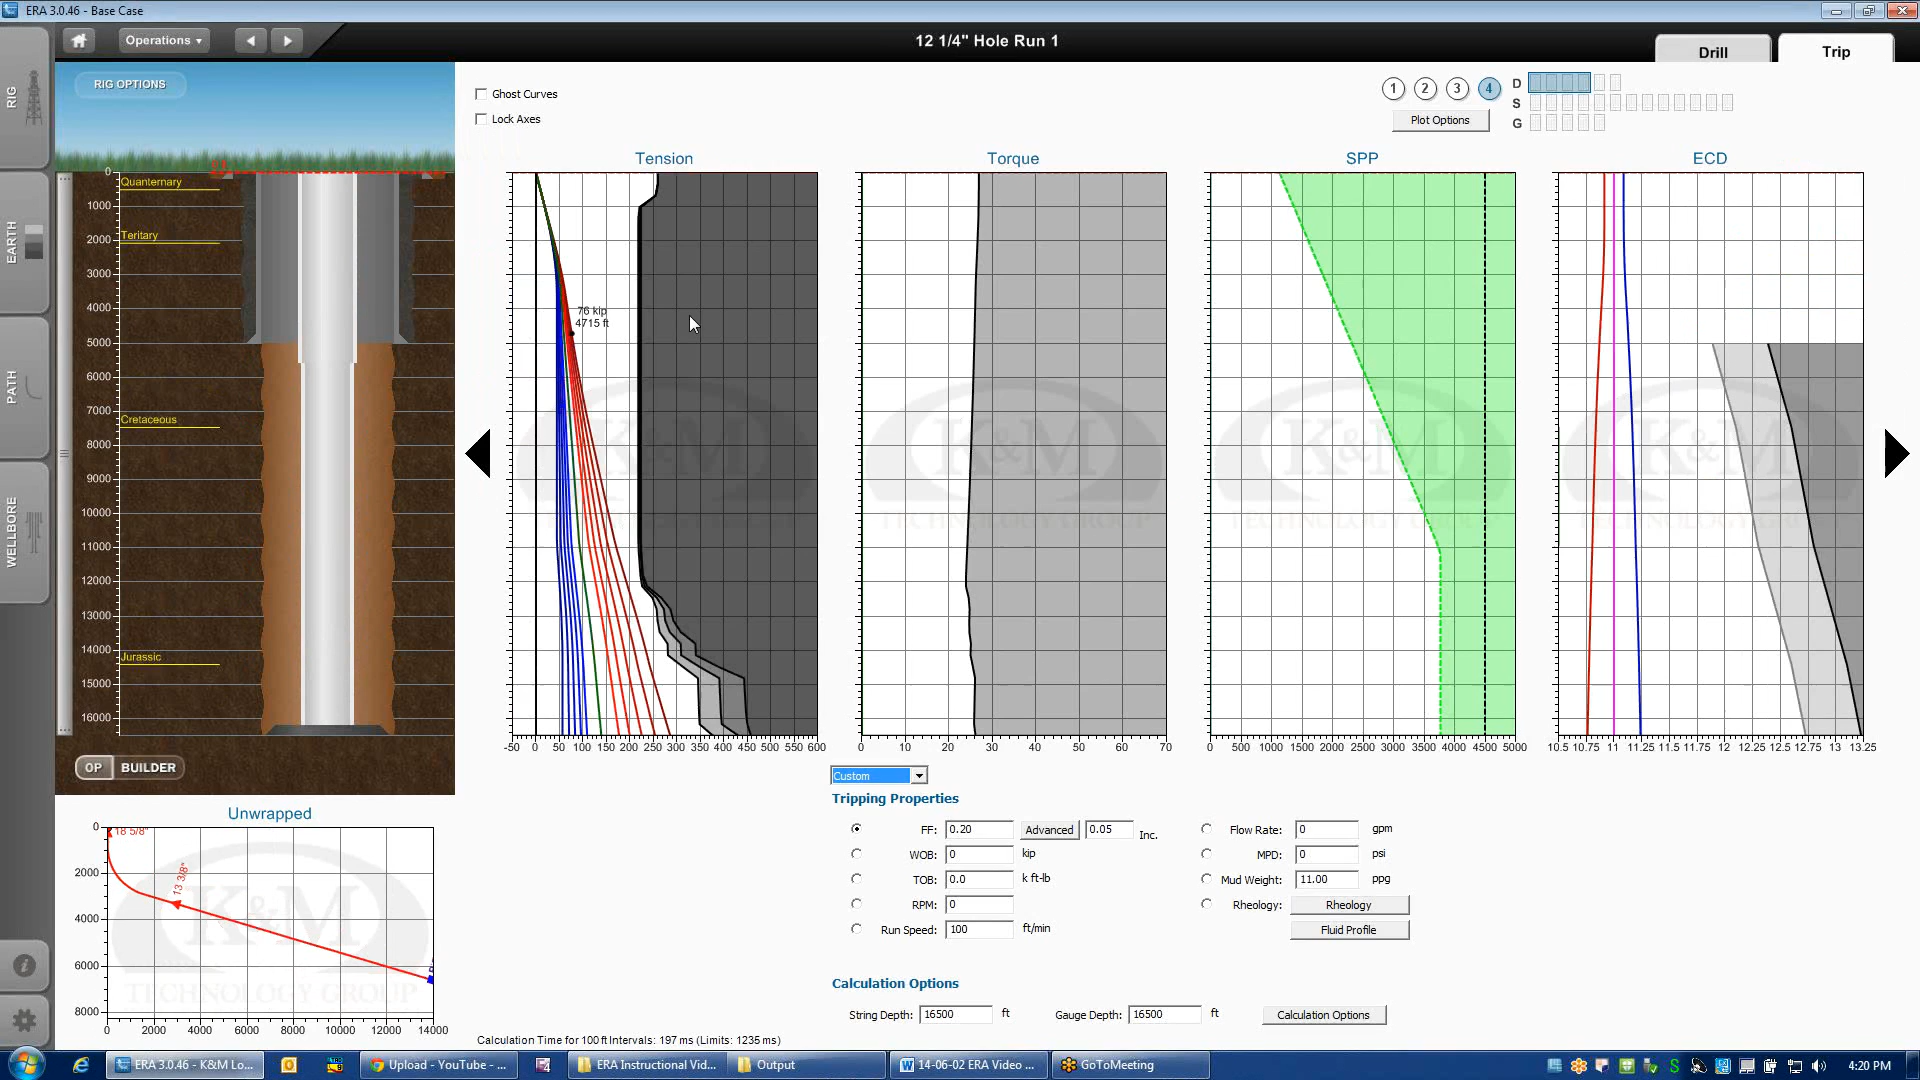 ERA 3.0.46 - Base Case
Operations
12 1/4" Hole Run 1
Drill
Trip
RIG
EARTH
PATH
WELLBORE
RIG OPTIONS
Ghost Curves
Lock Axes
1 2 3 4
Plot Options
D
S
G
0
1000
2000
3000
4000
5000
6000
7000
8000
9000
10000
11000
12000
13000
14000
15000
16000
Quanternary
Teritary
Cretaceous
Jurassic
OP BUILDER
Tension
76 kip
4715 ft
-50 0 50 100 150 200 250 300 350 400 450 500 550 600
Torque
0 10 20 30 40 50 60 70
SPP
0 500 1000 1500 2000 2500 3000 3500 4000 4500 5000
ECD
10.5 10.75 11 11.25 11.5 11.75 12 12.25 12.5 12.75 13 13.25
K&M
TECHNOLOGY GROUP
K&M
TECHNOLOGY GROUP
K&M
TECHNOLOGY GROUP
K&M
TECHNOLOGY GROUP
Unwrapped
0
2000
4000
6000
8000
18 5/8"
13 3/8"
K&M
TECHNOLOGY GROUP
0 2000 4000 6000 8000 10000 12000 14000
Custom
Tripping Properties
FF: 0.20 Advanced 0.05 Inc.
WOB: 0 kip
TOB: 0.0 k ft-lb
RPM: 0
Run Speed: 100 ft/min
Flow Rate: 0 gpm
MPD: 0 psi
Mud Weight: 11.00 ppg
Rheology: Rheology
Fluid Profile
Calculation Options
String Depth: 16500 ft
Gauge Depth: 16500 ft
Calculation Options
Calculation Time for 100 ft Intervals: 197 ms (Limits: 1235 ms)
ERA 3.0.46 - K&M Lo...
Upload - YouTube - ...
ERA Instructional Vid...
Output
14-06-02 ERA Video ...
GoToMeeting
4:20 PM